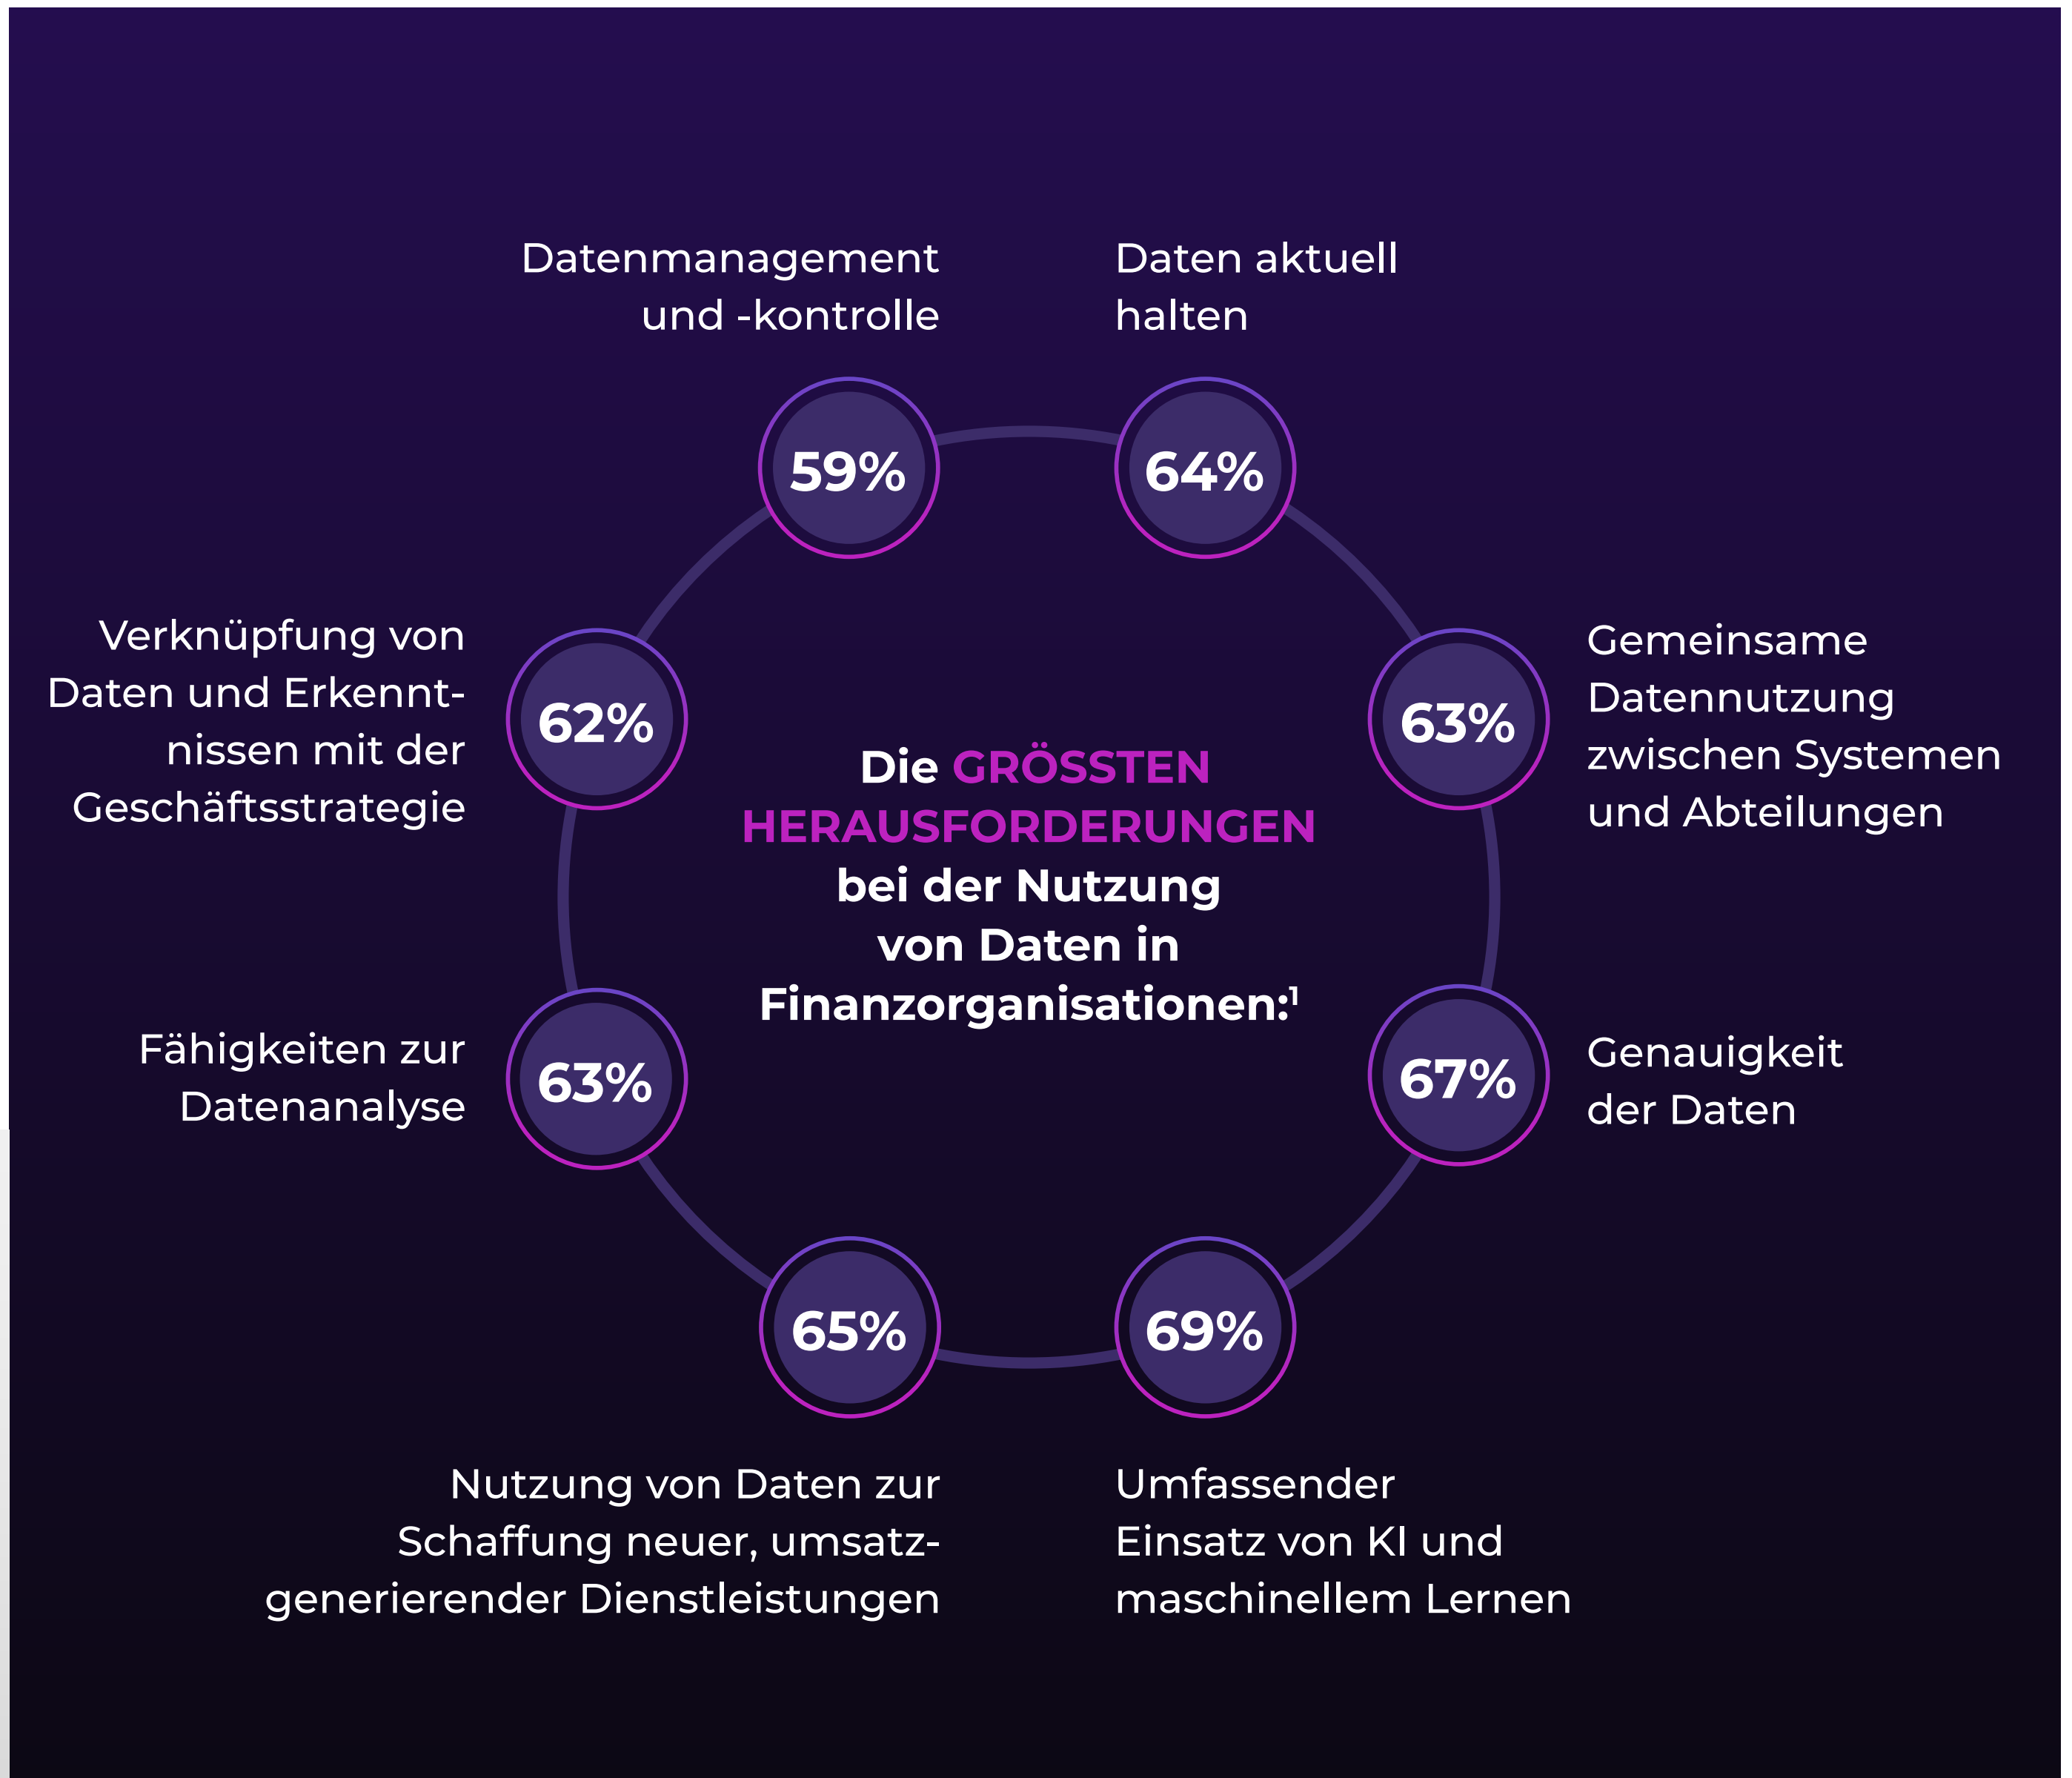 Datenmanagement
und -kontrolle
59%
Daten aktuell
halten
64%
Gemeinsame
Datennutzung
zwischen Systemen
und Abteilungen
63%
Genauigkeit
der Daten
67%
Umfassender
Einsatz von KI und
maschinellem Lernen
69%
Nutzung von Daten zur
Schaffung neuer, umsatz-
generierender Dienstleistungen
65%
Fähigkeiten zur
Datenanalyse
63%
Verknüpfung von
Daten und Erkennt-
nissen mit der
Geschäftsstrategie
62%
Die GRÖSSTEN
HERAUSFORDERUNGEN
bei der Nutzung
von Daten in
Finanzorganisationen:¹